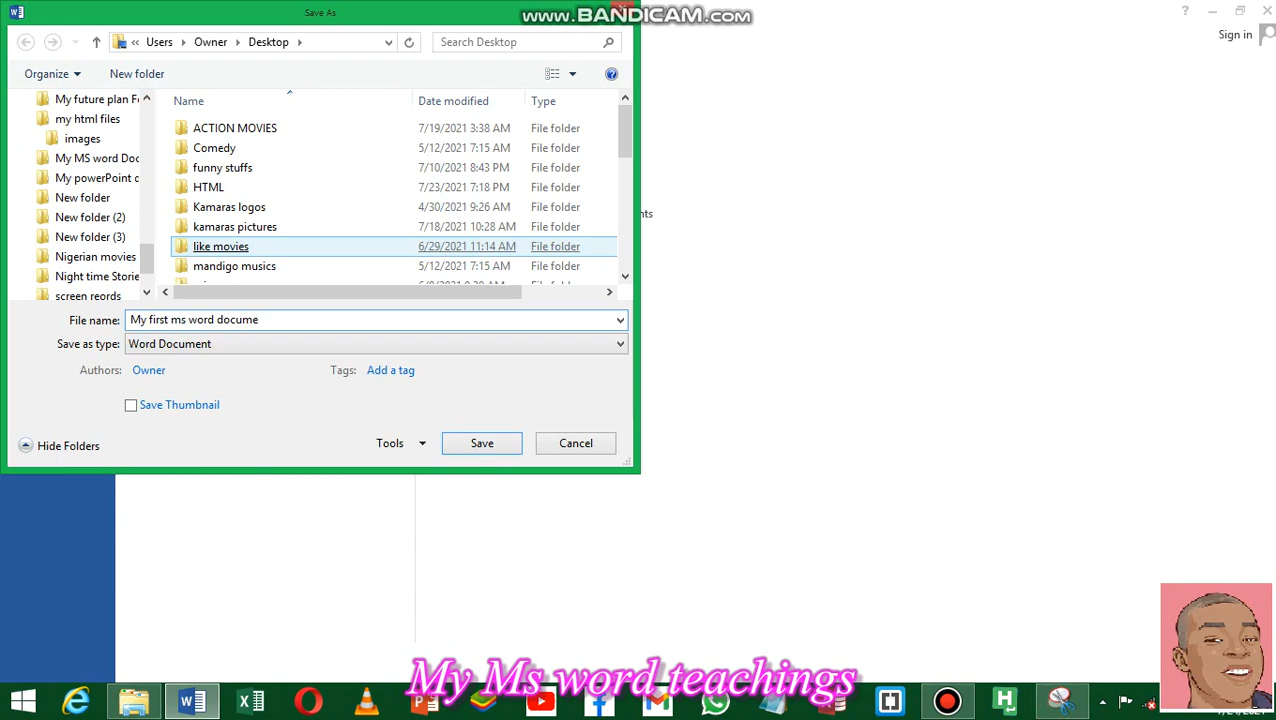 Save As
www.BANDICAM.com
Sign in
Users Owner Desktop
Search Desktop
Organize
New folder
My future plan F
my html files
images
My MS word Doc
My powerPoint d
New folder
New folder (2)
New folder (3)
Nigerian movies
Night time Storie
screen reords
Name Date modified Type
ACTION MOVIES 7/19/2021 3:38 AM File folder
Comedy 5/12/2021 7:15 AM File folder
funny stuffs 7/10/2021 8:43 PM File folder
HTML 7/23/2021 7:18 PM File folder
Kamaras logos 4/30/2021 9:26 AM File folder
kamaras pictures 7/18/2021 10:28 AM File folder
like movies 6/29/2021 11:14 AM File folder
mandigo musics 5/12/2021 7:15 AM File folder
nts
File name: My first ms word docume
Save as type: Word Document
Authors: Owner
Tags: Add a tag
Save Thumbnail
Hide Folders
Tools
Save
Cancel
My Ms word teachings